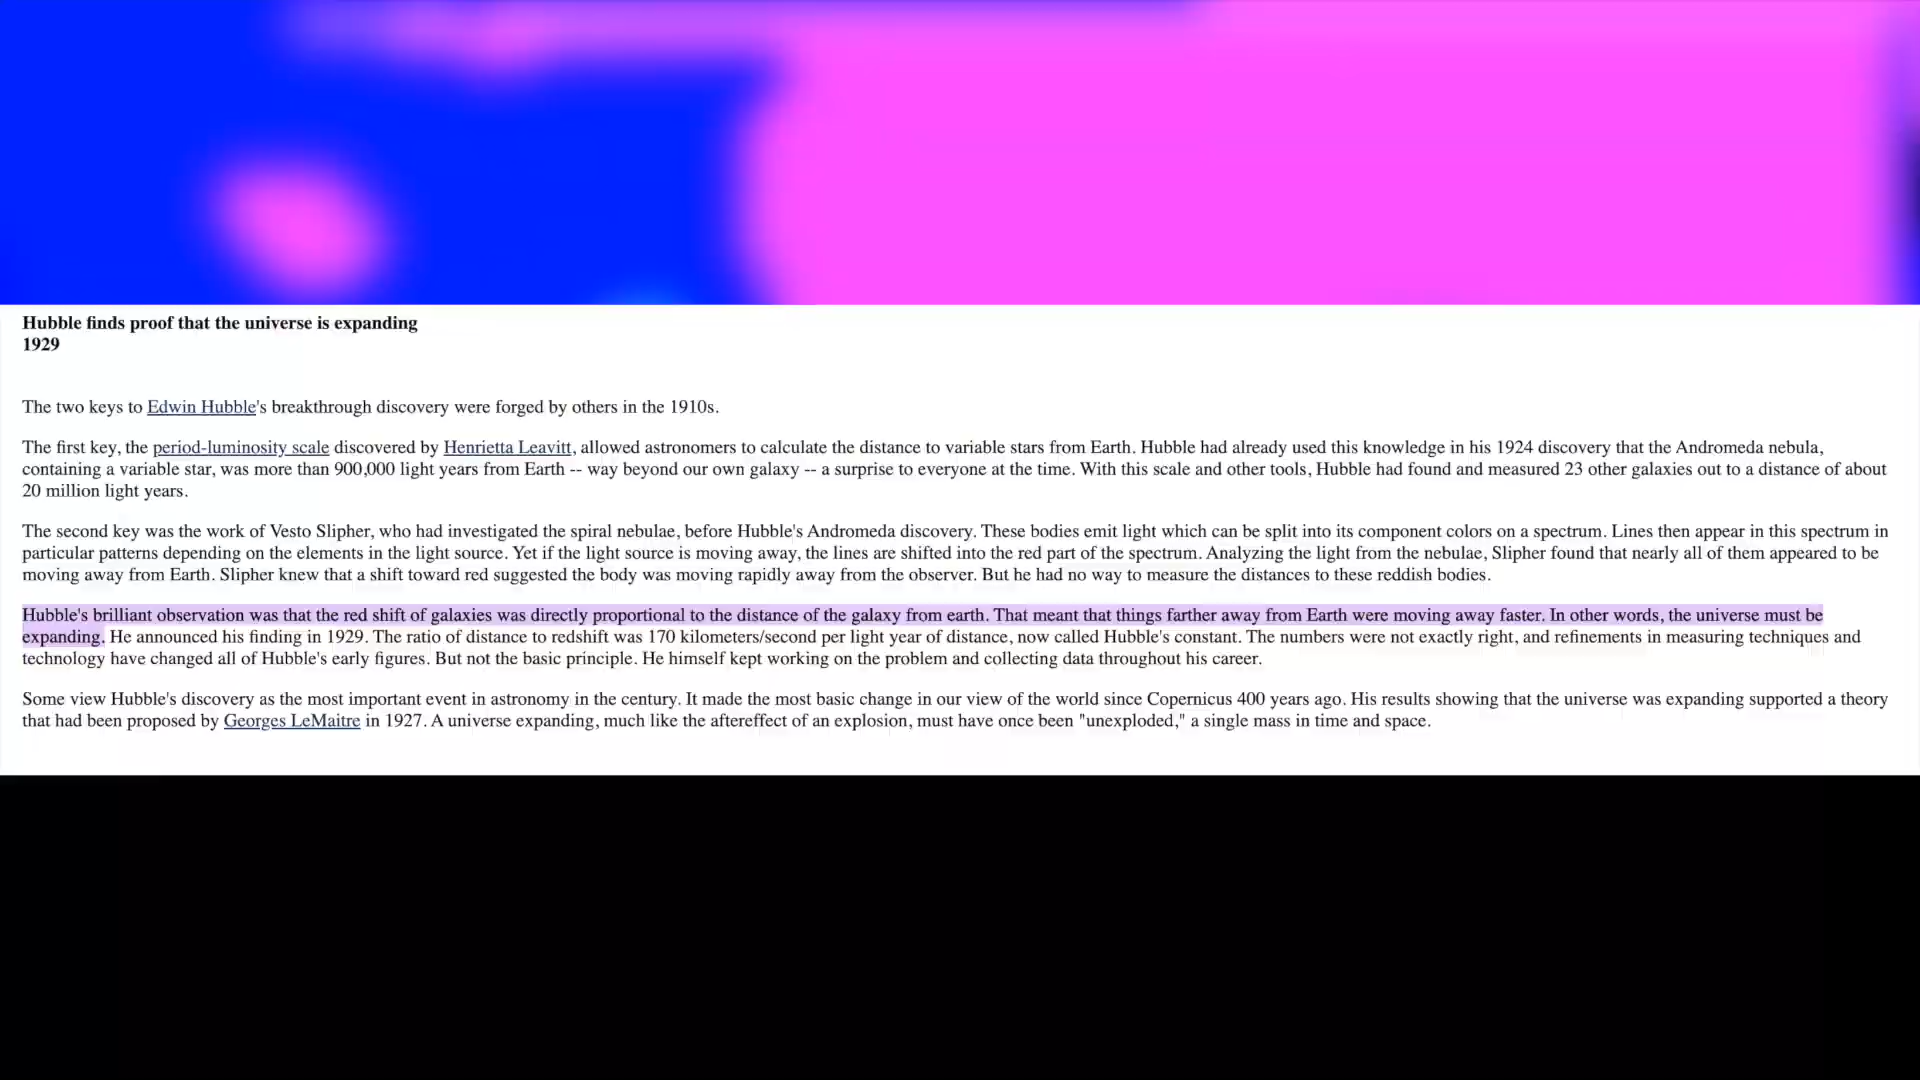 Hubble finds proof that the universe is expanding
1929
The two keys to Edwin Hubble's breakthrough discovery were forged by others in the 1910s.
The first key, the period-luminosity scale discovered by Henrietta Leavitt, allowed astronomers to calculate the distance to variable stars from Earth. Hubble had already used this knowledge in his 1924 discovery that the Andromeda nebula,
containing a variable star, was more than 900,000 light years from Earth -- way beyond our own galaxy -- a surprise to everyone at the time. With this scale and other tools, Hubble had found and measured 23 other galaxies out to a distance of about
20 million light years.
The second key was the work of Vesto Slipher, who had investigated the spiral nebulae, before Hubble's Andromeda discovery. These bodies emit light which can be split into its component colors on a spectrum. Lines then appear in this spectrum in
particular patterns depending on the elements in the light source. Yet if the light source is moving away, the lines are shifted into the red part of the spectrum. Analyzing the light from the nebulae, Slipher found that nearly all of them appeared to be
moving away from Earth. Slipher knew that a shift toward red suggested the body was moving rapidly away from the observer. But he had no way to measure the distances to these reddish bodies.
Hubble's brilliant observation was that the red shift of galaxies was directly proportional to the distance of the galaxy from earth. That meant that things farther away from Earth were moving away faster. In other words, the universe must be
expanding. He announced his finding in 1929. The ratio of distance to redshift was 170 kilometers/second per light year of distance, now called Hubble's constant. The numbers were not exactly right, and refinements in measuring techniques and
technology have changed all of Hubble's early figures. But not the basic principle. He himself kept working on the problem and collecting data throughout his career.
Some view Hubble's discovery as the most important event in astronomy in the century. It made the most basic change in our view of the world since Copernicus 400 years ago. His results showing that the universe was expanding supported a theory
that had been proposed by Georges LeMaitre in 1927. A universe expanding, much like the aftereffect of an explosion, must have once been "unexploded," a single mass in time and space.